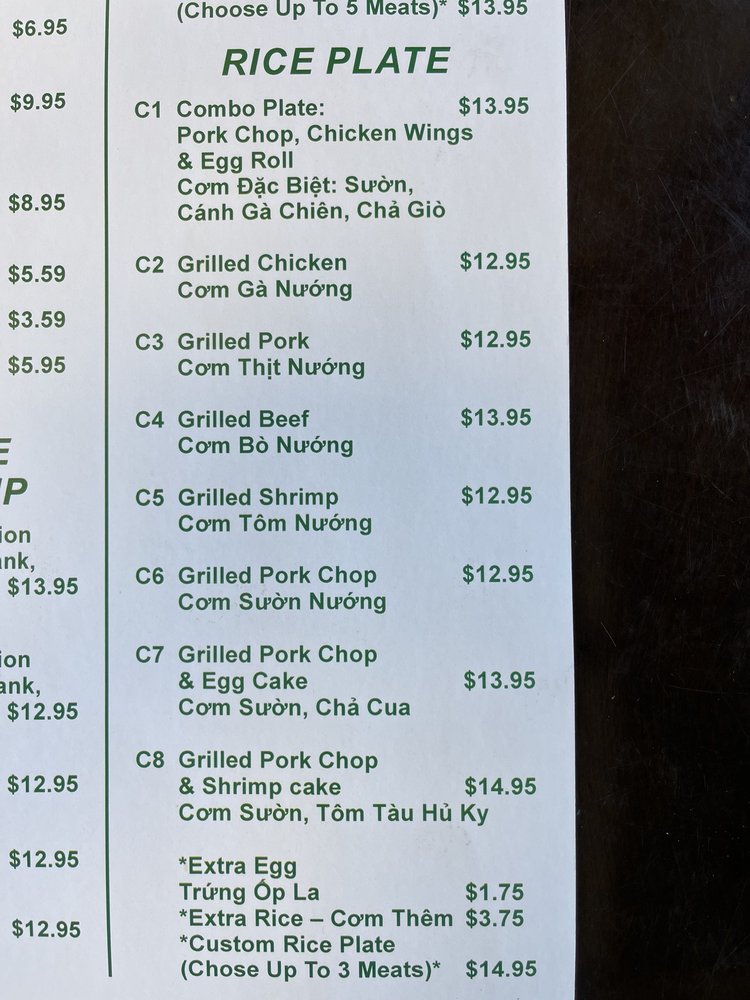 $6.95
$9.95
$8.95
$5.59
$3.59
$5.95
E
IP
ion
ank,
$13.95
ion
ank,
$12.95
$12.95
$12.95
$12.95
(Choose Up To 5 Meats)* $13.95
RICE PLATE
C1 Combo Plate: $13.95
Pork Chop, Chicken Wings
& Egg Roll
Cơm Đặc Biệt: Sườn,
Cánh Gà Chiên, Chả Giò
C2 Grilled Chicken $12.95
Cơm Gà Nướng
C3 Grilled Pork $12.95
Cơm Thịt Nướng
C4 Grilled Beef $13.95
Cơm Bò Nướng
C5 Grilled Shrimp $12.95
Cơm Tôm Nướng
C6 Grilled Pork Chop $12.95
Cơm Sườn Nướng
C7 Grilled Pork Chop
& Egg Cake $13.95
Cơm Sườn, Chả Cua
C8 Grilled Pork Chop
& Shrimp cake $14.95
Cơm Sườn, Tôm Tàu Hủ Ky
*Extra Egg
Trứng Ốp La $1.75
*Extra Rice – Cơm Thêm $3.75
*Custom Rice Plate
(Chose Up To 3 Meats)* $14.95